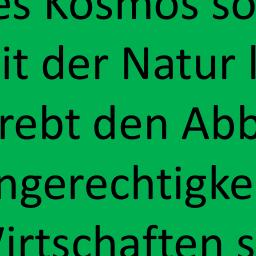 es Kosmos so
it der Natur l
rebt den Abb
ngerechtigke
Wirtschaften s